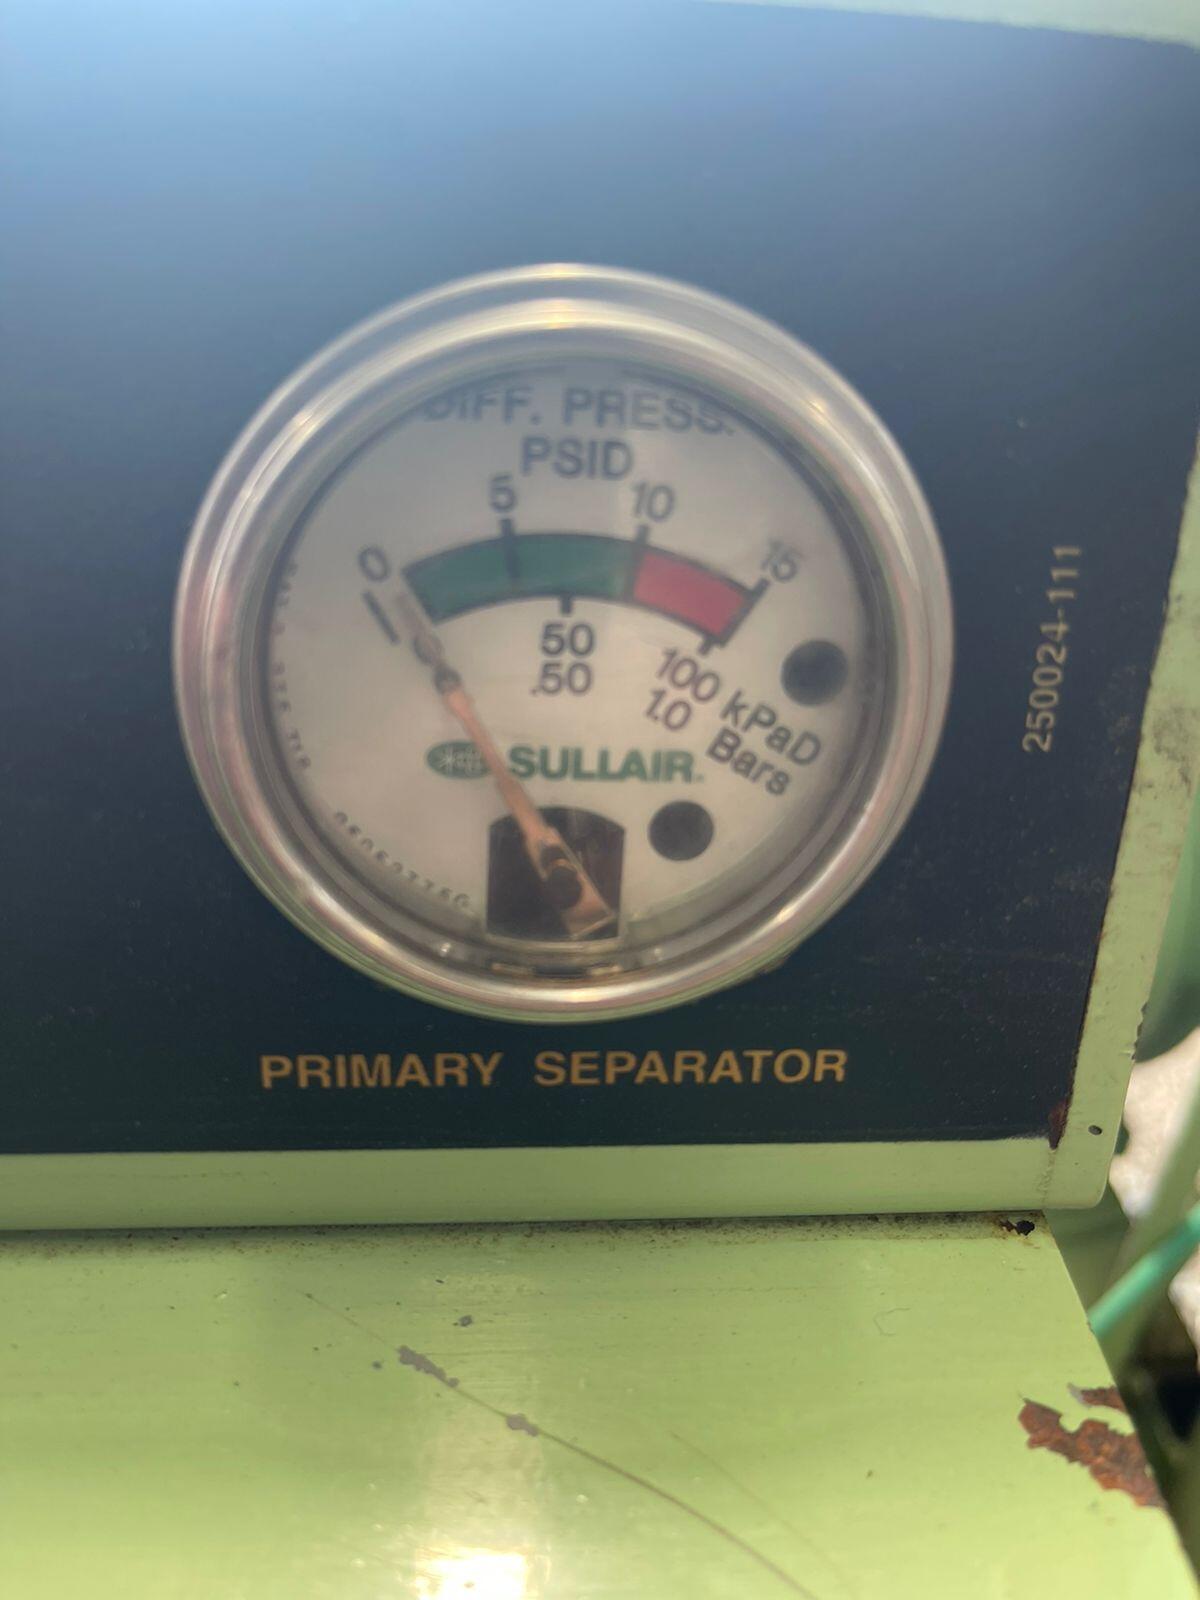 DIFF. PRESS.
PSID
0 5 10 15
0 50 100 kPaD
.50 1.0 Bars
SULLAIR
250024-111
PRIMARY SEPARATOR